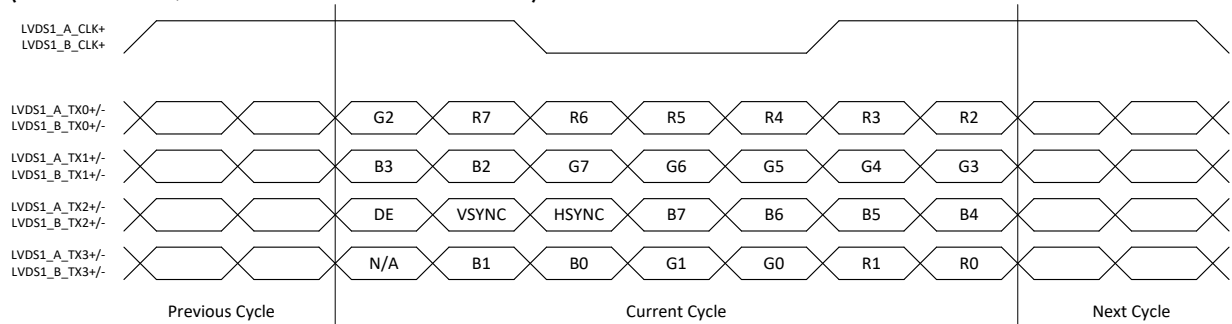 LVDS1_A_CLK+
LVDS1_B_CLK+
LVDS1_A_TX0+/-
LVDS1_B_TX0+/-
G2 R7 R6 R5 R4 R3 R2
LVDS1_A_TX1+/-
LVDS1_B_TX1+/-
B3 B2 G7 G6 G5 G4 G3
LVDS1_A_TX2+/-
LVDS1_B_TX2+/-
DE VSYNC HSYNC B7 B6 B5 B4
LVDS1_A_TX3+/-
LVDS1_B_TX3+/-
N/A B1 B0 G1 G0 R1 R0
Previous Cycle Current Cycle Next Cycle